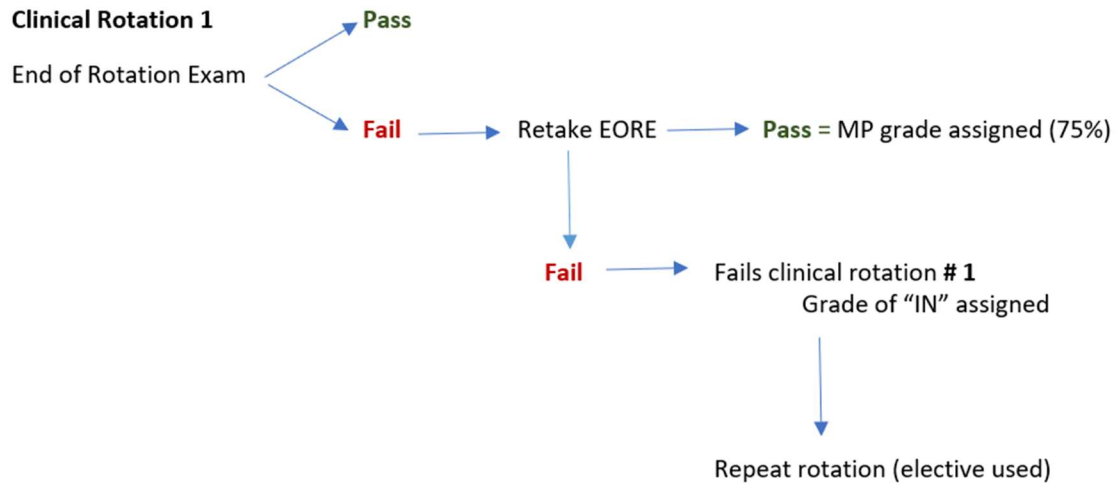 Clinical Rotation 1
Pass
End of Rotation Exam
Fail
Retake EORE
Pass = MP grade assigned (75%)
Fail
Fails clinical rotation # 1
Grade of “IN” assigned
Repeat rotation (elective used)